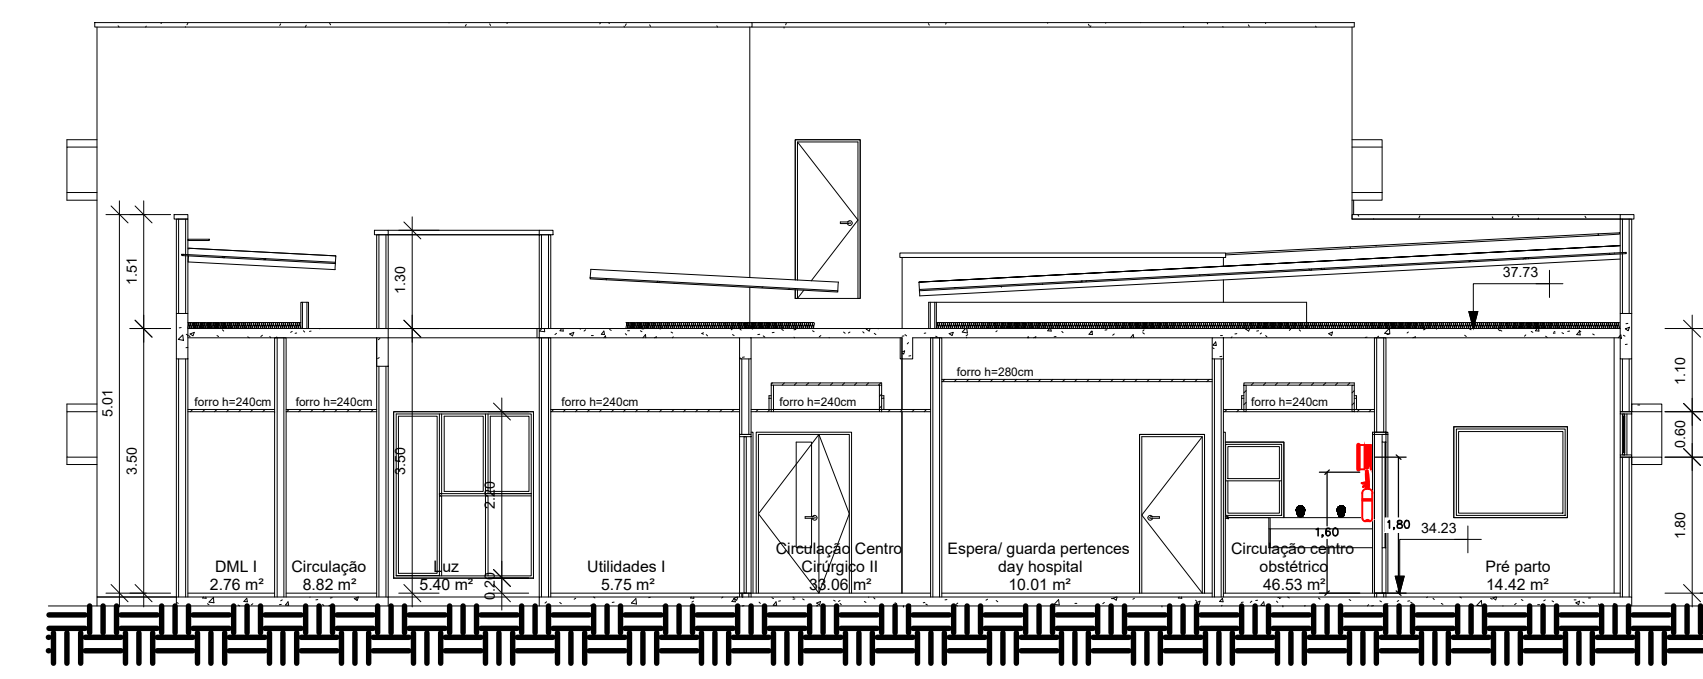 37.73
1.51
1.30
5.01
3.50
3.50
2.20
0.20
forro h=240cm
forro h=240cm
forro h=240cm
forro h=240cm
forro h=280cm
forro h=240cm
1.10
0.60
1.80
1,60
1,80
34.23
DML I
2.76 m²
Circulação
8.82 m²
Luz
5.40 m²
Utilidades I
5.75 m²
Circulação Centro
Cirúrgico II
33.06 m²
Espera/ guarda pertences
day hospital
10.01 m²
Circulação centro
obstétrico
46.53 m²
Pré parto
14.42 m²